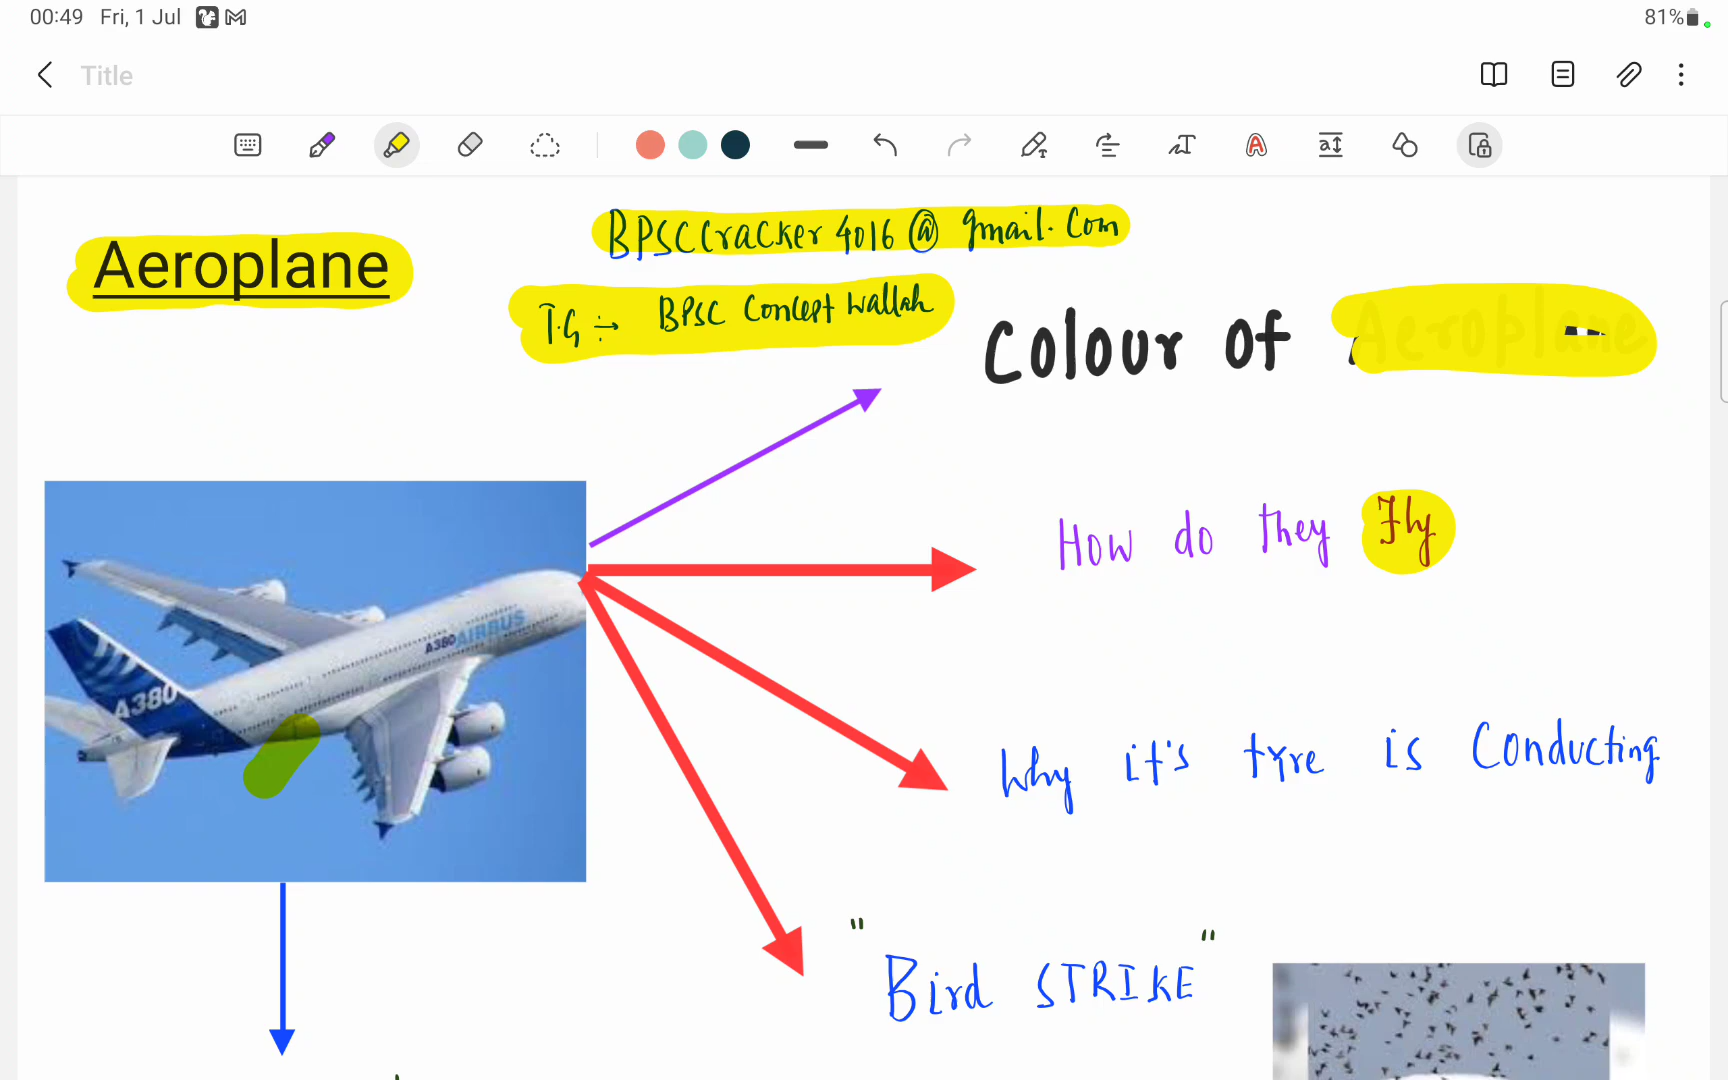 00:49 Fri, 1 Jul
81%
Title
Aeroplane
BPSCCracker4016@gmail.Com
T.G :→ BPSC Concept Wallah
Colour of Aeroplane
How do they Fly
A380 AIRBUS
A380
Why it's tyre is Conducting
"Bird STRIKE"